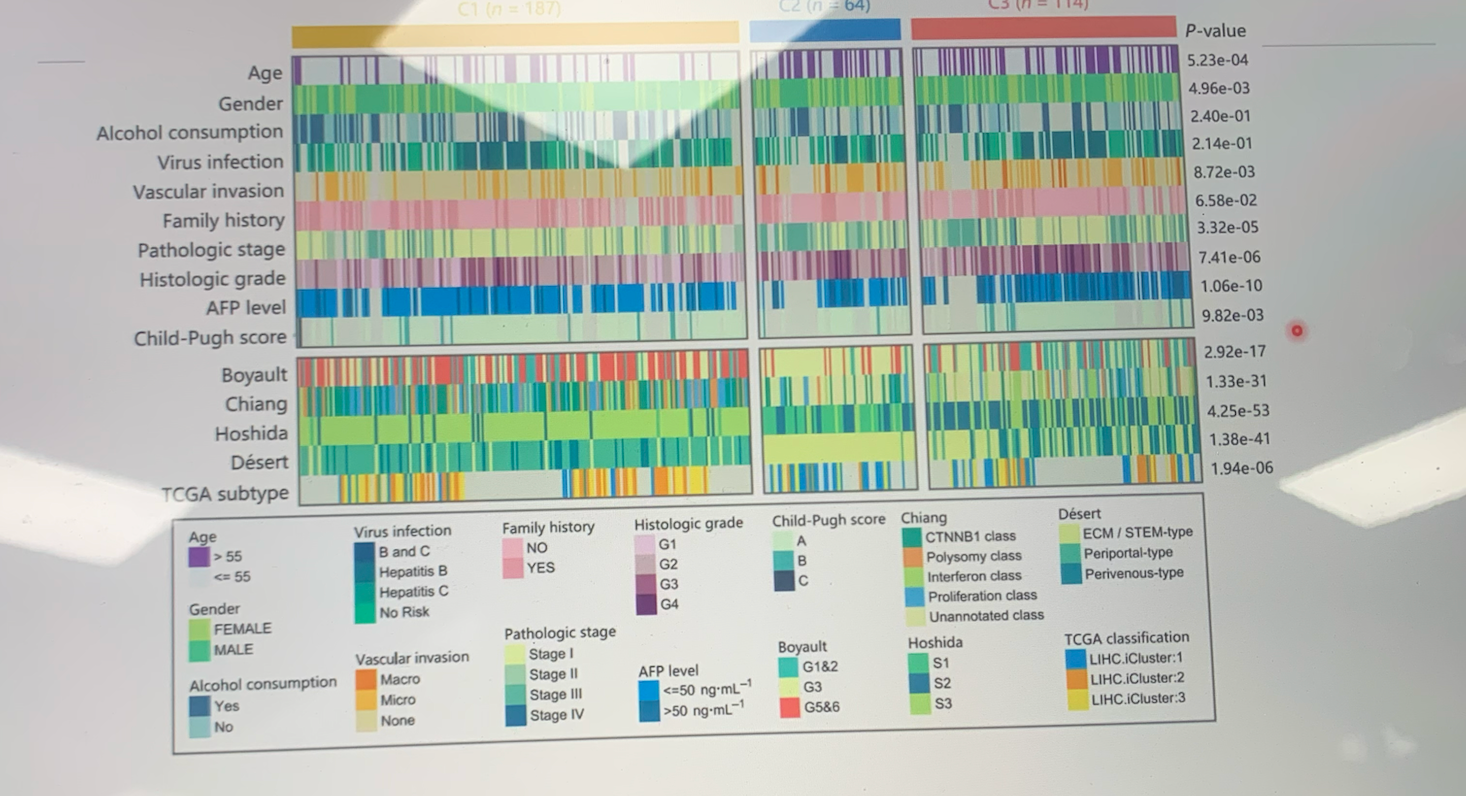 C1 (n = 187)
C2 (n = 64)
C3 (n = 114)
P-value
Age
5.23e-04
Gender
4.96e-03
Alcohol consumption
2.40e-01
Virus infection
2.14e-01
Vascular invasion
8.72e-03
Family history
6.58e-02
Pathologic stage
3.32e-05
Histologic grade
7.41e-06
AFP level
1.06e-10
Child-Pugh score
9.82e-03
Boyault
2.92e-17
Chiang
1.33e-31
Hoshida
4.25e-53
Désert
1.38e-41
TCGA subtype
1.94e-06
Age
> 55
<= 55
Gender
FEMALE
MALE
Alcohol consumption
Yes
No
Virus infection
B and C
Hepatitis B
Hepatitis C
No Risk
Vascular invasion
Macro
Micro
None
Family history
NO
YES
Pathologic stage
Stage I
Stage II
Stage III
Stage IV
Histologic grade
G1
G2
G3
G4
AFP level
<=50 ng·mL⁻¹
>50 ng·mL⁻¹
Child-Pugh score
A
B
C
Boyault
G1&2
G3
G5&6
Chiang
CTNNB1 class
Polysomy class
Interferon class
Proliferation class
Unannotated class
Hoshida
S1
S2
S3
Désert
ECM / STEM-type
Periportal-type
Perivenous-type
TCGA classification
LIHC.iCluster:1
LIHC.iCluster:2
LIHC.iCluster:3